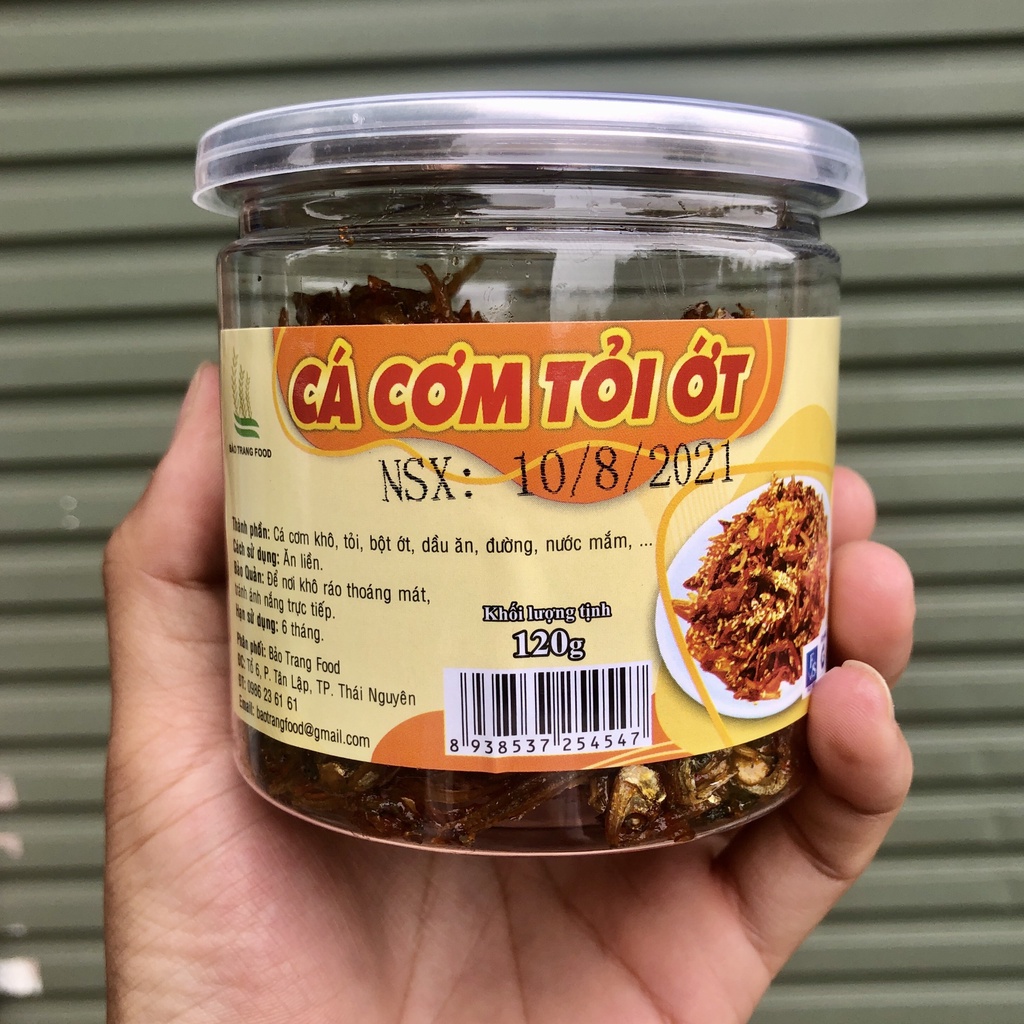 CÁ CƠM TỎI ỚT
BẢO TRANG FOOD
NSX: 10/8/2021
Thành phần: Cá cơm khô, tỏi, bột ớt, dầu ăn, đường, nước mắm, ...
Cách sử dụng: Ăn liền.
Bảo Quản: Để nơi khô ráo thoáng mát,
tránh ánh nắng trực tiếp.
Hạn sử dụng: 6 tháng.
Phân phối: Bảo Trang Food
ĐC: Tổ 6, P. Tân Lập, TP. Thái Nguyên
ĐT: 0986 23 61 61
Email: baotrangfood@gmail.com
Khối lượng tịnh
120g
8 938537 254547